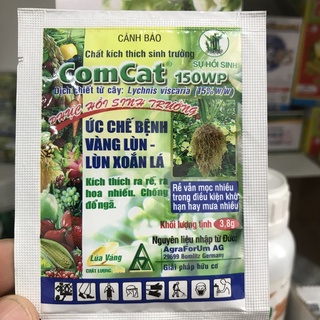 CẢNH BÁO
Chất kích thích sinh trưởng
SỰ HỒI SINH
ComCat 150WP
Dịch chiết từ cây: Lychnis viscaria (15% w/w)
PHỤC HỒI SINH TRƯỞNG
ỨC CHẾ BỆNH
VÀNG LÙN -
LÙN XOẮN LÁ
Kích thích ra rễ, ra
hoa nhiều, Chống
đổ ngã.
Rễ vẫn mọc nhiều
trong điều kiện khô
hạn hay mưa nhiều
Khối lượng tịnh 3,8g
Nguyên liệu nhập từ Đức:
AgraForUm AG
29699 Bomlitz Germany
Giải pháp hữu cơ
Lúa Vàng